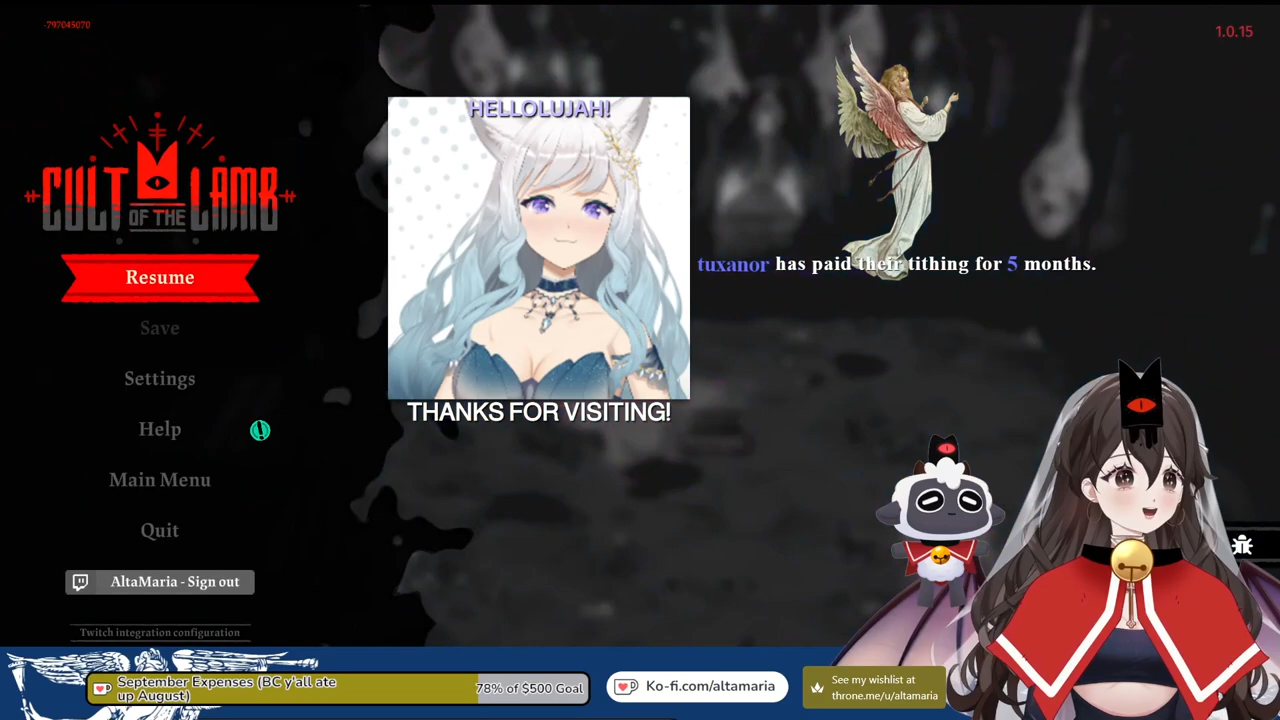 -797045070
1.0.15
CULT
OF THE
LAMB
Resume
Save
Settings
Help
Main Menu
Quit
AltaMaria - Sign out
Twitch integration configuration
HELLOLUJAH!
THANKS FOR VISITING!
tuxanor has paid their tithing for 5 months.
September Expenses (BC y'all ate
up August)
78% of $500 Goal
Ko-fi.com/altamaria
See my wishlist at
throne.me/u/altamaria